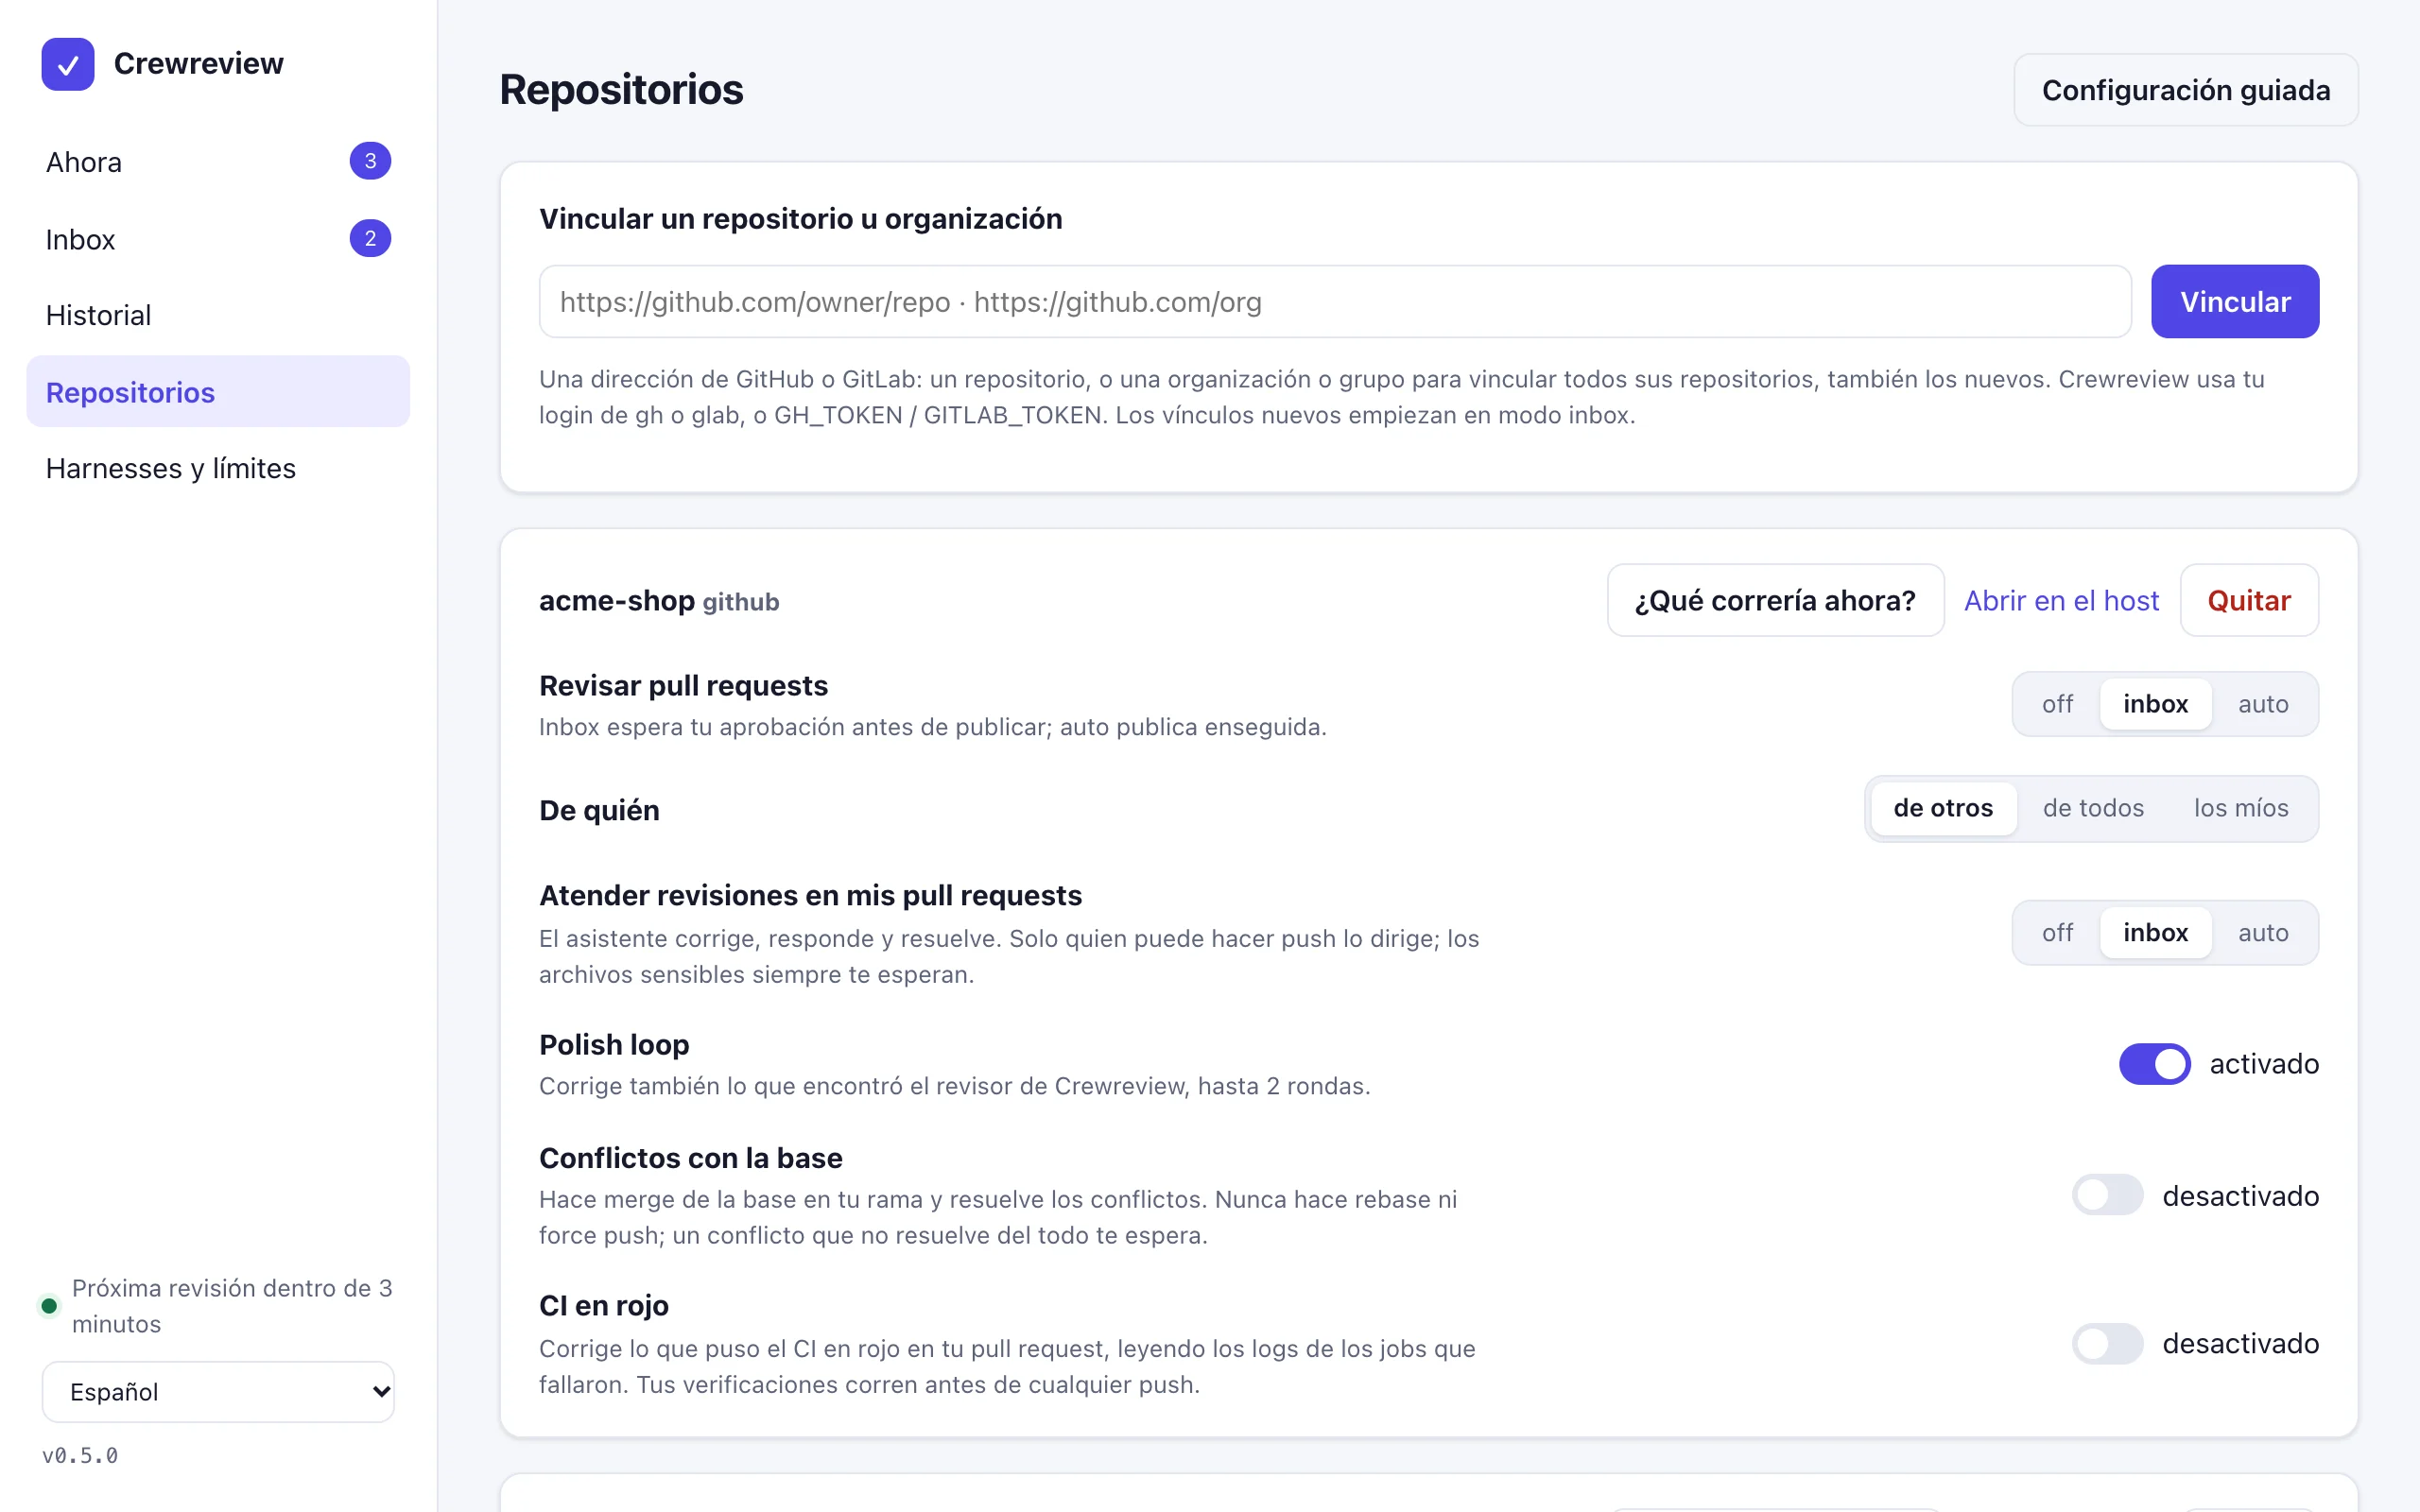 Crewreview
Ahora 3
Inbox 2
Historial
Repositorios
Harnesses y límites
Próxima revisión dentro de 3
minutos
Español
v0.5.0
Repositorios
Configuración guiada
Vincular un repositorio u organización
https://github.com/owner/repo · https://github.com/org
Vincular
Una dirección de GitHub o GitLab: un repositorio, o una organización o grupo para vincular todos sus repositorios, también los nuevos. Crewreview usa tu
login de gh o glab, o GH_TOKEN / GITLAB_TOKEN. Los vínculos nuevos empiezan en modo inbox.
acme-shop github
¿Qué correría ahora? Abrir en el host Quitar
Revisar pull requests
Inbox espera tu aprobación antes de publicar; auto publica enseguida.
off inbox auto
De quién
de otros de todos los míos
Atender revisiones en mis pull requests
El asistente corrige, responde y resuelve. Solo quien puede hacer push lo dirige; los
archivos sensibles siempre te esperan.
off inbox auto
Polish loop
Corrige también lo que encontró el revisor de Crewreview, hasta 2 rondas.
activado
Conflictos con la base
Hace merge de la base en tu rama y resuelve los conflictos. Nunca hace rebase ni
force push; un conflicto que no resuelve del todo te espera.
desactivado
CI en rojo
Corrige lo que puso el CI en rojo en tu pull request, leyendo los logs de los jobs que
fallaron. Tus verificaciones corren antes de cualquier push.
desactivado